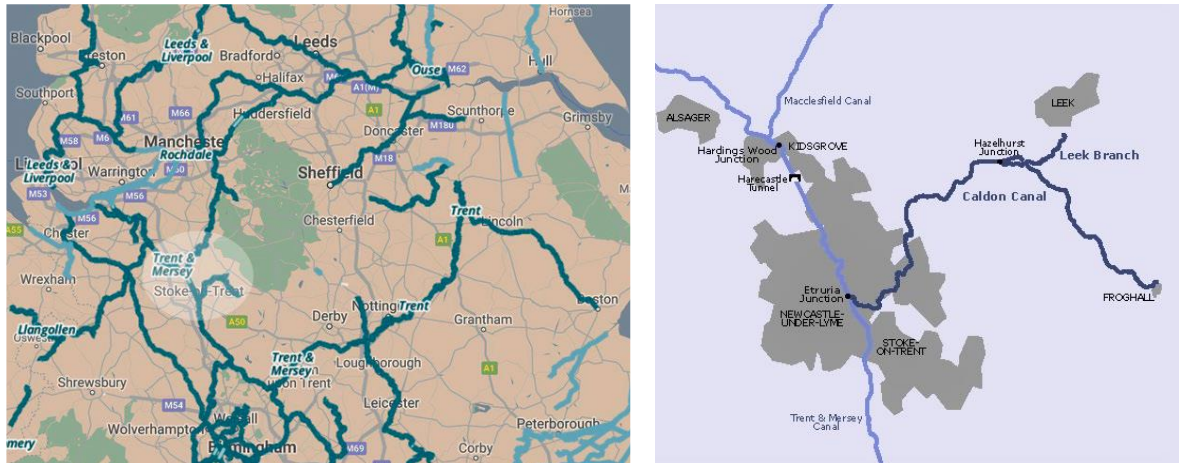 Hornsea
Blackpool
Leeds &
Liverpool
Bradford
Leeds
Preston
Halifax
Ouse
M62
Hull
A1(M)
Southport
M61
M66
Huddersfield
A1
Scunthorpe
Grimsby
M58
M6
Manchester
Doncaster
M180
Rochdale
M18
Leeds &
Liverpool
Warrington
M60
Sheffield
M53
M56
M56
A55
Chester
Chesterfield
Trent
Lincoln
A1
Trent &
Mersey
Wrexham
Stoke-on-Trent
Boston
Llangollen
Derby
Trent
A50
Grantham
Trent &
Mersey
Loughborough
A1
Shrewsbury
M54
Leicester
Wolverhampton
Peterborough
Birmingham
M69
Corby
Macclesfield Canal
ALSAGER
LEEK
Hardings Wood
Junction
KIDSGROVE
Hazelhurst
Junction
Leek Branch
Harecastle
Tunnel
Caldon Canal
Etruria
Junction
FROGHALL
NEWCASTLE-
UNDER-LYME
STOKE-
ON-TRENT
Trent & Mersey
Canal